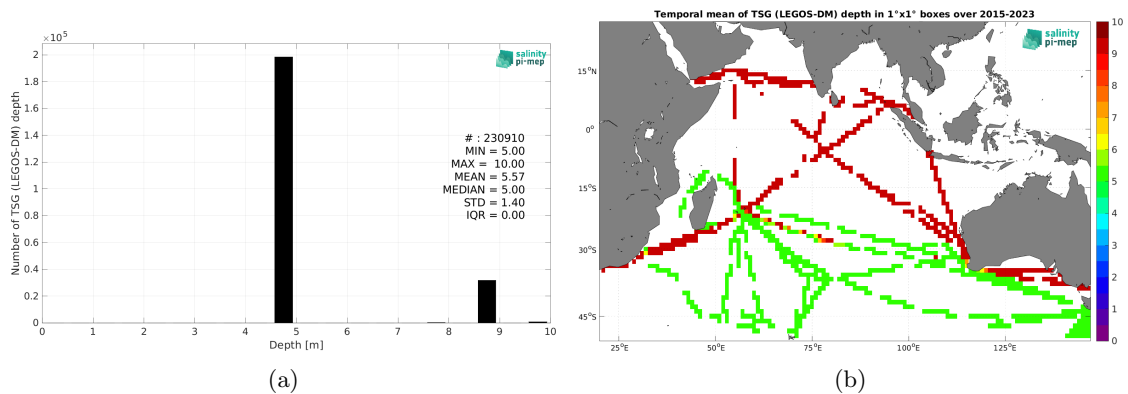 ×10⁵
2
1.8
1.6
1.4
1.2
1
0.8
0.6
0.4
0.2
0
Number of TSG (LEGOS-DM) depth
salinity
pi-mep
# : 230910
MIN = 5.00
MAX = 10.00
MEAN = 5.57
MEDIAN = 5.00
STD = 1.40
IQR = 0.00
0 1 2 3 4 5 6 7 8 9 10
Depth [m]
(a)
Temporal mean of TSG (LEGOS-DM) depth in 1°x1° boxes over 2015-2023
salinity
pi-mep
15°N
0°
15°S
30°S
45°S
25°E 50°E 75°E 100°E 125°E
10
9
8
7
6
5
4
3
2
1
0
(b)